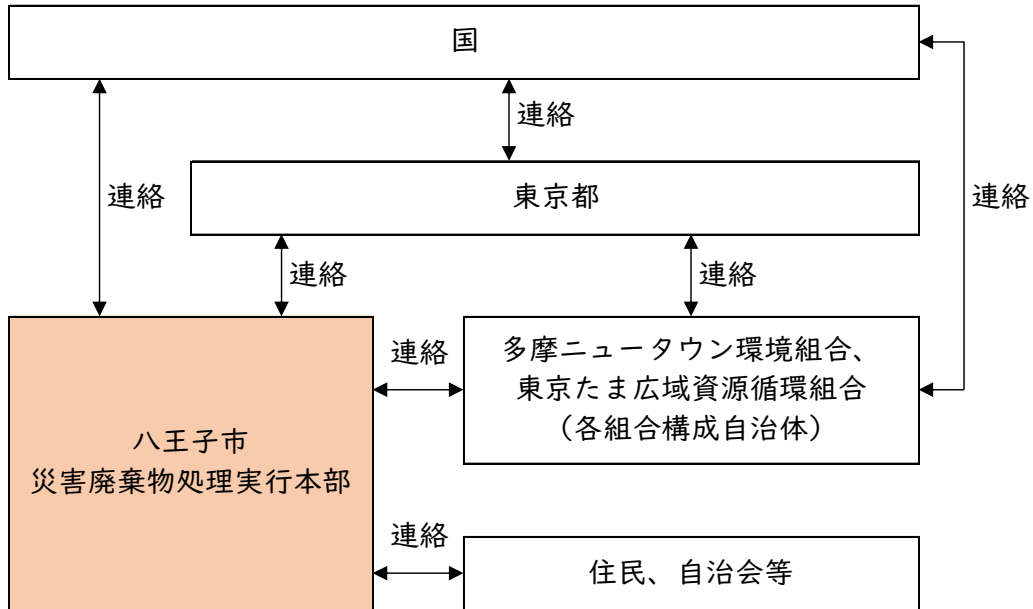 国
連絡
連絡
東京都
連絡
連絡
連絡
八王子市
災害廃棄物処理実行本部
連絡
多摩ニュータウン環境組合、
東京たま広域資源循環組合
（各組合構成自治体）
連絡
住民、自治会等